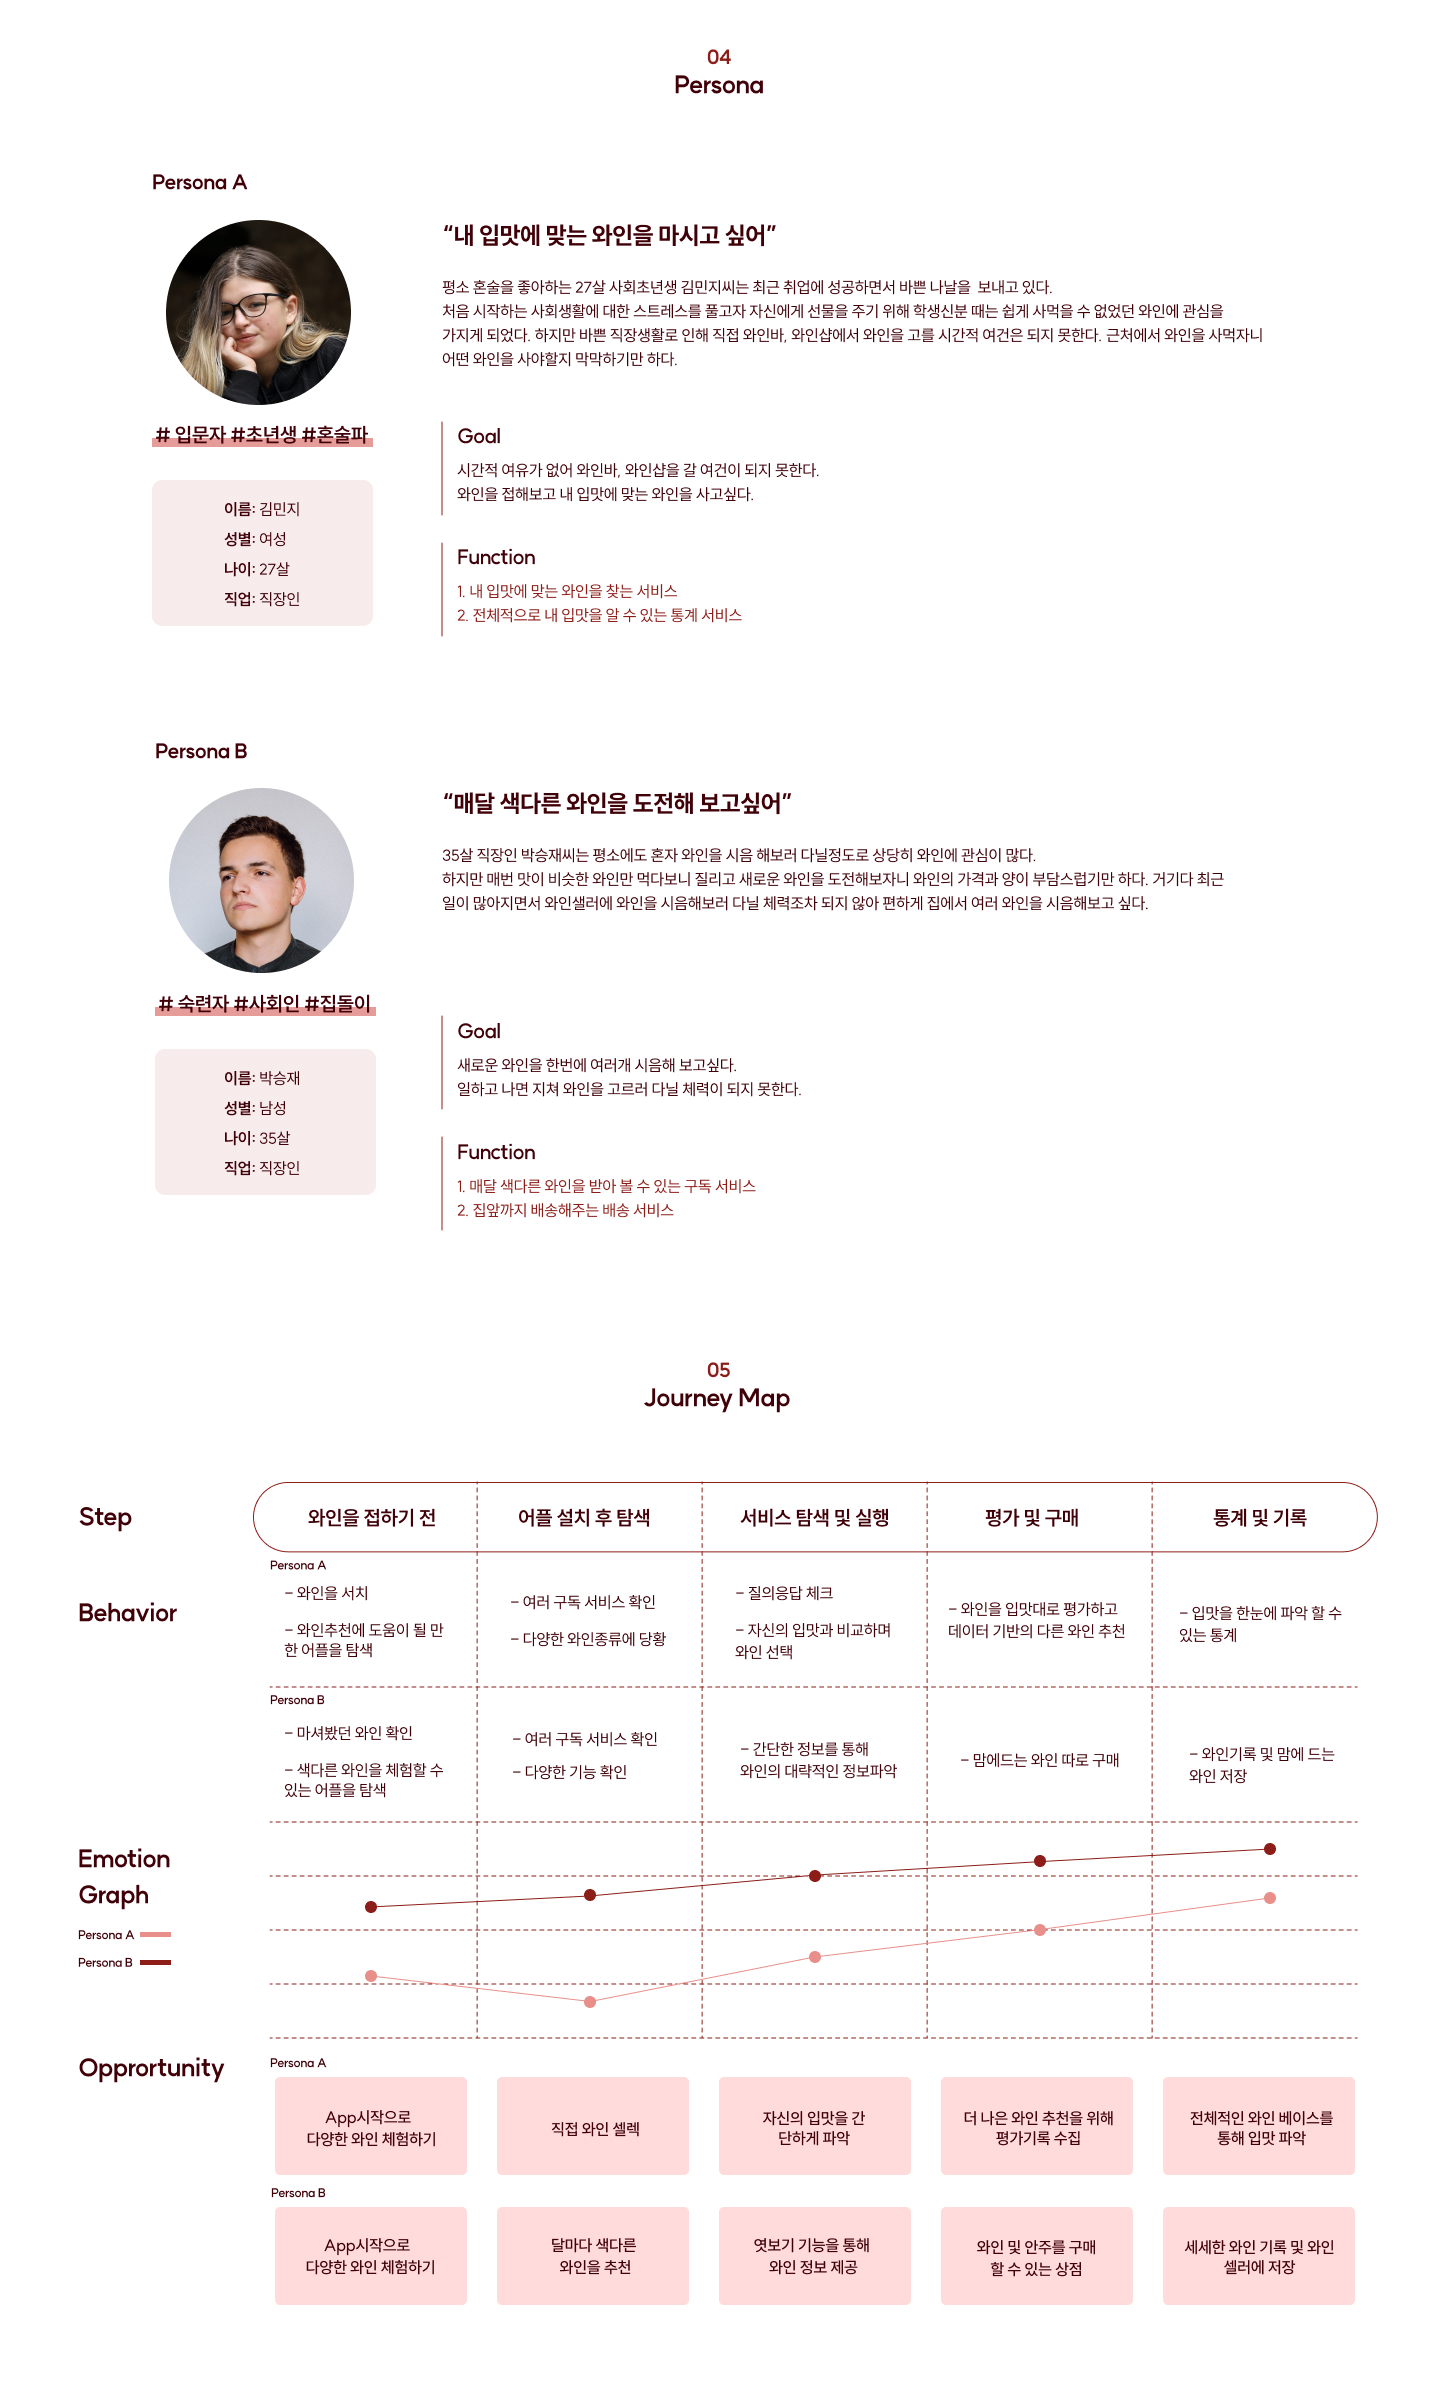 04
Persona
Persona A
“내 입맛에 맞는 와인을 마시고 싶어”
평소 혼술을 좋아하는 27살 사회초년생 김민지씨는 최근 취업에 성공하면서 바쁜 나날을 보내고 있다.
처음 시작하는 사회생활에 대한 스트레스를 풀고자 자신에게 선물을 주기 위해 학생신분 때는 쉽게 사먹을 수 없었던 와인에 관심을
가지게 되었다. 하지만 바쁜 직장생활로 인해 직접 와인바, 와인샵에서 와인을 고를 시간적 여건은 되지 못한다. 근처에서 와인을 사먹자니
어떤 와인을 사야할지 막막하기만 하다.
# 입문자 #초년생 #혼술파
이름: 김민지
성별: 여성
나이: 27살
직업: 직장인
Goal
시간적 여유가 없어 와인바, 와인샵을 갈 여건이 되지 못한다.
와인을 접해보고 내 입맛에 맞는 와인을 사고싶다.
Function
1. 내 입맛에 맞는 와인을 찾는 서비스
2. 전체적으로 내 입맛을 알 수 있는 통계 서비스
Persona B
“매달 색다른 와인을 도전해 보고싶어”
35살 직장인 박승재씨는 평소에도 혼자 와인을 시음 해보러 다닐정도로 상당히 와인에 관심이 많다.
하지만 매번 맛이 비슷한 와인만 먹다보니 질리고 새로운 와인을 도전해보자니 와인의 가격과 양이 부담스럽기만 하다. 거기다 최근
일이 많아지면서 와인샐러에 와인을 시음해보러 다닐 체력조차 되지 않아 편하게 집에서 여러 와인을 시음해보고 싶다.
# 숙련자 #사회인 #집돌이
이름: 박승재
성별: 남성
나이: 35살
직업: 직장인
Goal
새로운 와인을 한번에 여러개 시음해 보고싶다.
일하고 나면 지쳐 와인을 고르러 다닐 체력이 되지 못한다.
Function
1. 매달 색다른 와인을 받아 볼 수 있는 구독 서비스
2. 집앞까지 배송해주는 배송 서비스
05
Journey Map
Step
와인을 접하기 전
어플 설치 후 탐색
서비스 탐색 및 실행
평가 및 구매
통계 및 기록
Behavior
Persona A
- 와인을 서치
- 와인추천에 도움이 될 만
한 어플을 탐색
- 여러 구독 서비스 확인
- 다양한 와인종류에 당황
- 질의응답 체크
- 자신의 입맛과 비교하며
와인 선택
- 와인을 입맛대로 평가하고
데이터 기반의 다른 와인 추천
- 입맛을 한눈에 파악 할 수
있는 통계
Persona B
- 마셔봤던 와인 확인
- 색다른 와인을 체험할 수
있는 어플을 탐색
- 여러 구독 서비스 확인
- 다양한 기능 확인
- 간단한 정보를 통해
와인의 대략적인 정보파악
- 맘에드는 와인 따로 구매
- 와인기록 및 맘에 드는
와인 저장
Emotion
Graph
Persona A
Persona B
Opprortunity
Persona A
App시작으로
다양한 와인 체험하기
직접 와인 셀렉
자신의 입맛을 간
단하게 파악
더 나은 와인 추천을 위해
평가기록 수집
전체적인 와인 베이스를
통해 입맛 파악
Persona B
App시작으로
다양한 와인 체험하기
달마다 색다른
와인을 추천
엿보기 기능을 통해
와인 정보 제공
와인 및 안주를 구매
할 수 있는 상점
세세한 와인 기록 및 와인
셀러에 저장